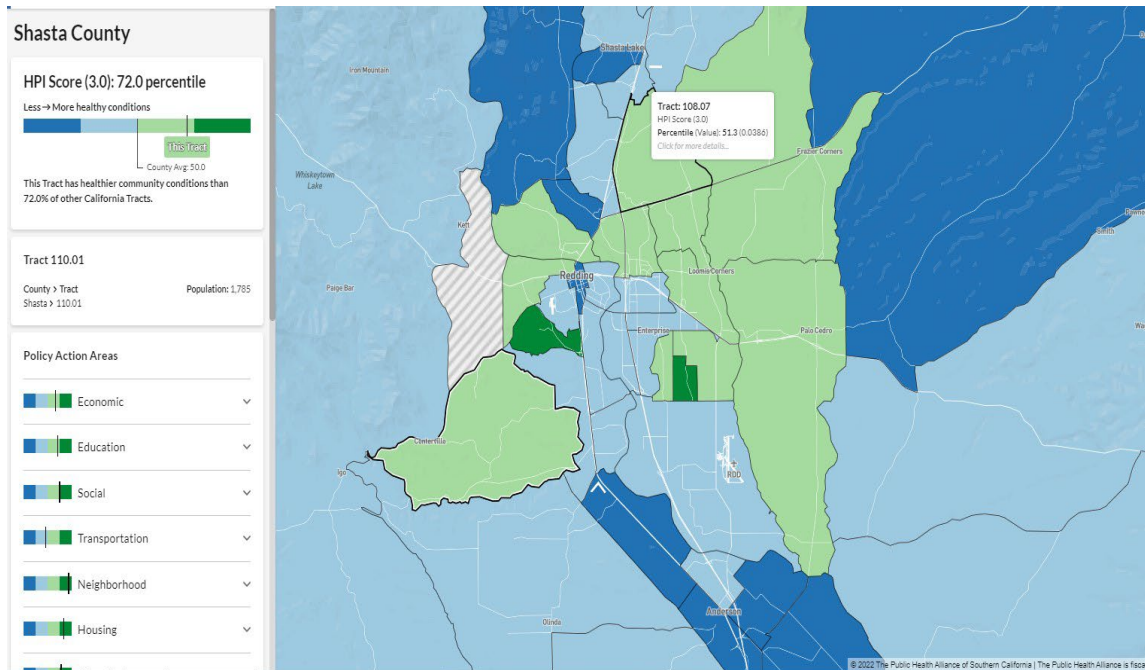 Shasta County
HPI Score (3.0): 72.0 percentile
Less → More healthy conditions
This Tract
County Avg: 50.0
This Tract has healthier community conditions than
72.0% of other California Tracts.
Tract 110.01
County > Tract
Population: 1,785
Shasta > 110.01
Policy Action Areas
Economic
Education
Social
Transportation
Neighborhood
Housing
Shasta Lake
Iron Mountain
Tract: 108.07
HPI Score (3.0)
Percentile (Value): 51.3 (0.0386)
Click for more details...
Frazier Corners
Whiskeytown
Lake
Kett
Smith
Redding
Loomis Corners
Paige Bar
Enterprise
Palo Cedro
Centerville
Igo
RDD
Anderson
Olinda
© 2022 The Public Health Alliance of Southern California | The Public Health Alliance is fisca